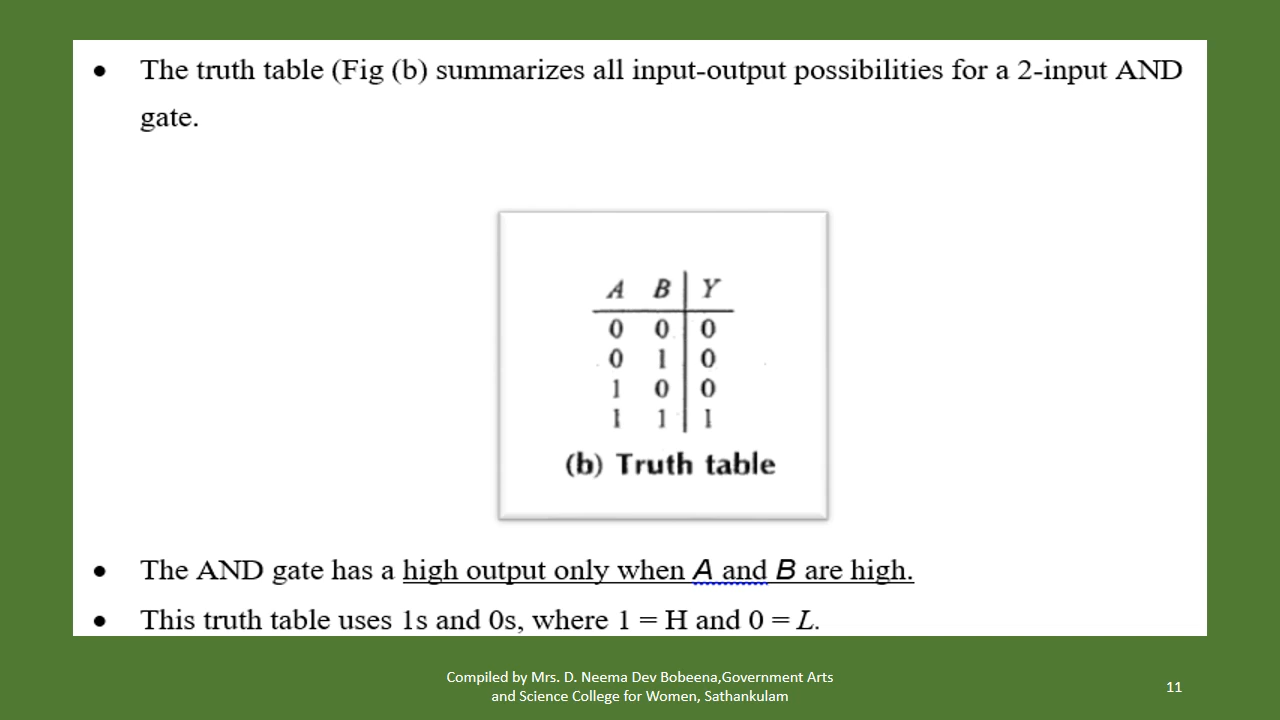 • The truth table (Fig (b) summarizes all input-output possibilities for a 2-input AND
gate.
A B Y
0 0 0
0 1 0
1 0 0
1 1 1
(b) Truth table
• The AND gate has a high output only when A and B are high.
• This truth table uses 1s and 0s, where 1 = H and 0 = L.
Compiled by Mrs. D. Neema Dev Bobeena,Government Arts
and Science College for Women, Sathankulam
11